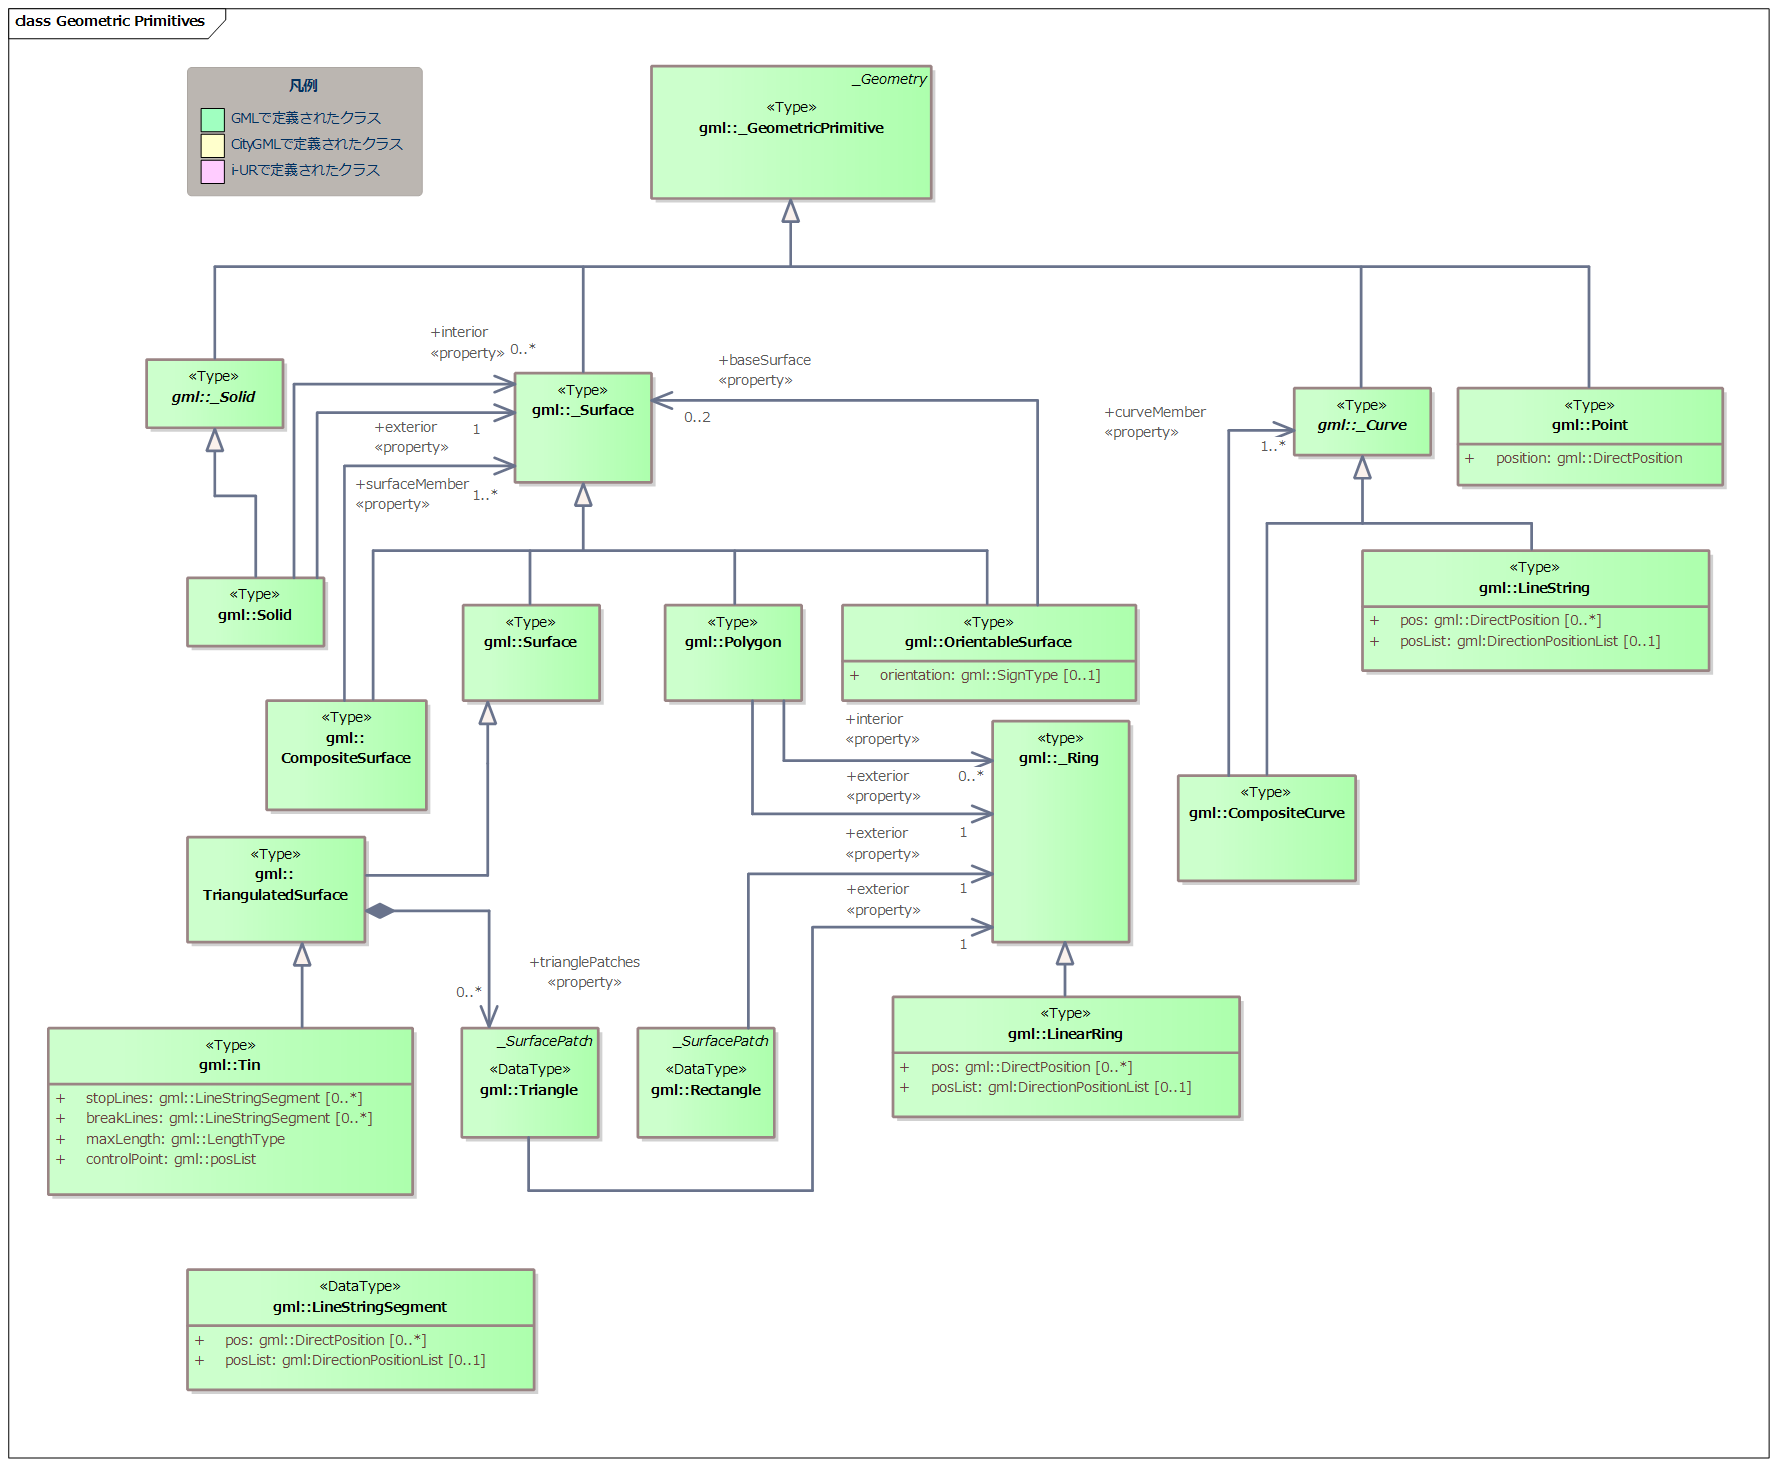 class Geometric Primitives
凡例
GMLで定義されたクラス
CityGMLで定義されたクラス
i-URで定義されたクラス
_Geometry
«Type»
gml::_GeometricPrimitive
+interior
«property»
0..*
+baseSurface
«property»
0..2
«Type»
gml::_Solid
«Type»
gml::_Surface
+exterior
«property»
1
+surfaceMember
«property»
1..*
+curveMember
«property»
1..*
«Type»
gml::_Curve
«Type»
gml::Point
+ position: gml::DirectPosition
«Type»
gml::LineString
+ pos: gml::DirectPosition [0..*]
+ posList: gml:DirectionPositionList [0..1]
«Type»
gml::Solid
«Type»
gml::Surface
«Type»
gml::Polygon
«Type»
gml::OrientableSurface
+ orientation: gml::SignType [0..1]
«Type»
gml::
CompositeSurface
+interior
«property»
0..*
+exterior
«property»
1
+exterior
«property»
1
+exterior
«property»
1
«type»
gml::_Ring
«Type»
gml::CompositeCurve
«Type»
gml::
TriangulatedSurface
+trianglePatches
«property»
0..*
«Type»
gml::Tin
+ stopLines: gml::LineStringSegment [0..*]
+ breakLines: gml::LineStringSegment [0..*]
+ maxLength: gml::LengthType
+ controlPoint: gml::posList
_SurfacePatch
«DataType»
gml::Triangle
_SurfacePatch
«DataType»
gml::Rectangle
«Type»
gml::LinearRing
+ pos: gml::DirectPosition [0..*]
+ posList: gml:DirectionPositionList [0..1]
«DataType»
gml::LineStringSegment
+ pos: gml::DirectPosition [0..*]
+ posList: gml:DirectionPositionList [0..1]